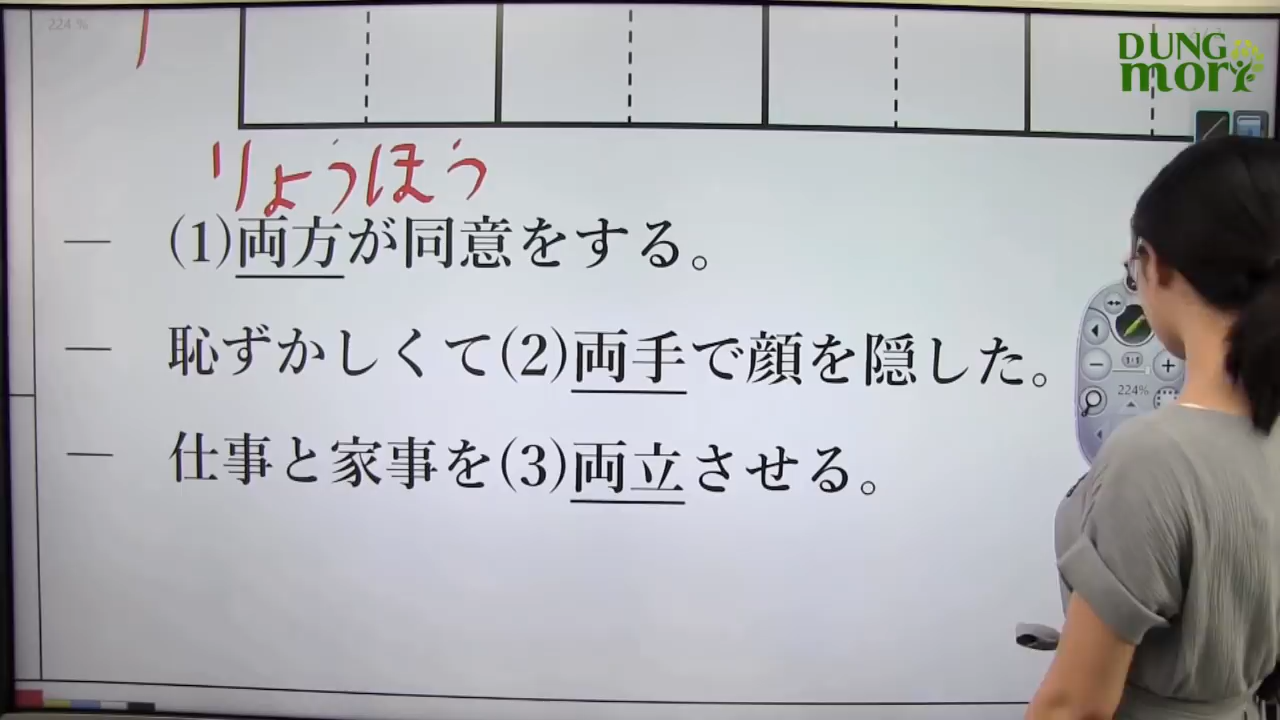 224 %
DUNG
mori
りょうほう
(1)両方が同意をする。
恥ずかしくて(2)両手で顔を隠した。
224%
仕事と家事を(3)両立させる。